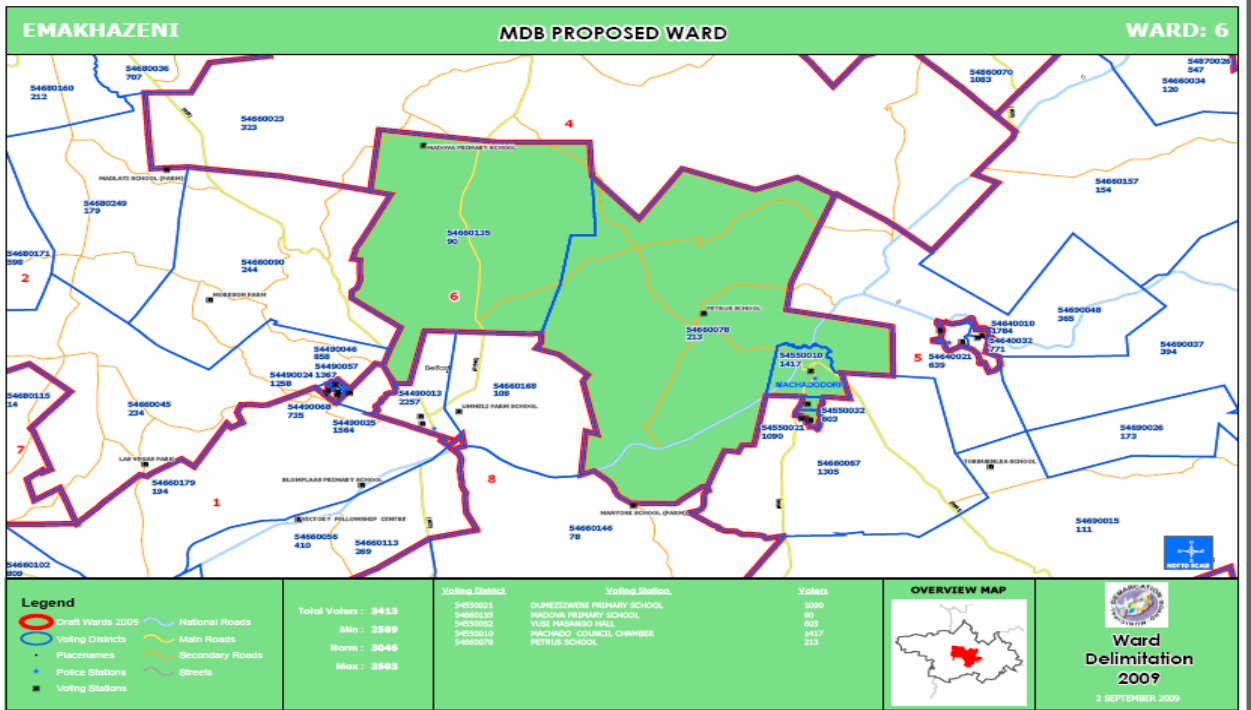 EMAKHAZENI
MDB PROPOSED WARD
WARD: 6
54680036
707
54680160
212
54660023
323
4
54860070
1083
54870026
547
54660034
120
MADOVA PRIMARY SCHOOL
MADLAYI SCHOOL (FARM)
54680249
179
54660157
154
54660135
90
54680171
598
2
54660090
244
6
MORESON FARM
PETRUS SCHOOL
54660078
213
54690048
365
54640010
1784
54640032
771
5
54640021
639
54690037
394
54490046
858
54490057
1367
54490024
1258
54550010
1417
MACHADODORP
Belfast
54660168
108
54680115
14
54660045
234
54490013
2257
UMHELI FARM SCHOOL
54490068
735
54490035
1564
54550032
603
54550021
1090
54690026
173
7
LAS VEGAS FARM
54660067
1305
TORBURNLEA SCHOOL
54660179
194
1
BLOMPLAAS PRIMARY SCHOOL
8
VICTORY FELLOWSHIP CENTRE
MANTONE SCHOOL (FARM)
54660056
410
54660113
269
54660146
78
54690015
111
54660102
809
NOT TO SCALE
Legend
Draft Wards 2009
Voting Districts
Placenames
Police Stations
Voting Stations
National Roads
Main Roads
Secondary Roads
Streets
Total Voters : 3413
Min : 2589
Norm : 3046
Max : 3503
Voting District Voting Station Voters
54550021 DUMEZIZWENI PRIMARY SCHOOL 1090
54660135 MADOVA PRIMARY SCHOOL 90
54550032 VUSI MASANGO HALL 603
54550010 MACHADO COUNCIL CHAMBER 1417
54660078 PETRUS SCHOOL 213
OVERVIEW MAP
MUNICIPAL DEMARCATION BOARD
Ward
Delimitation
2009
2 SEPTEMBER 2009